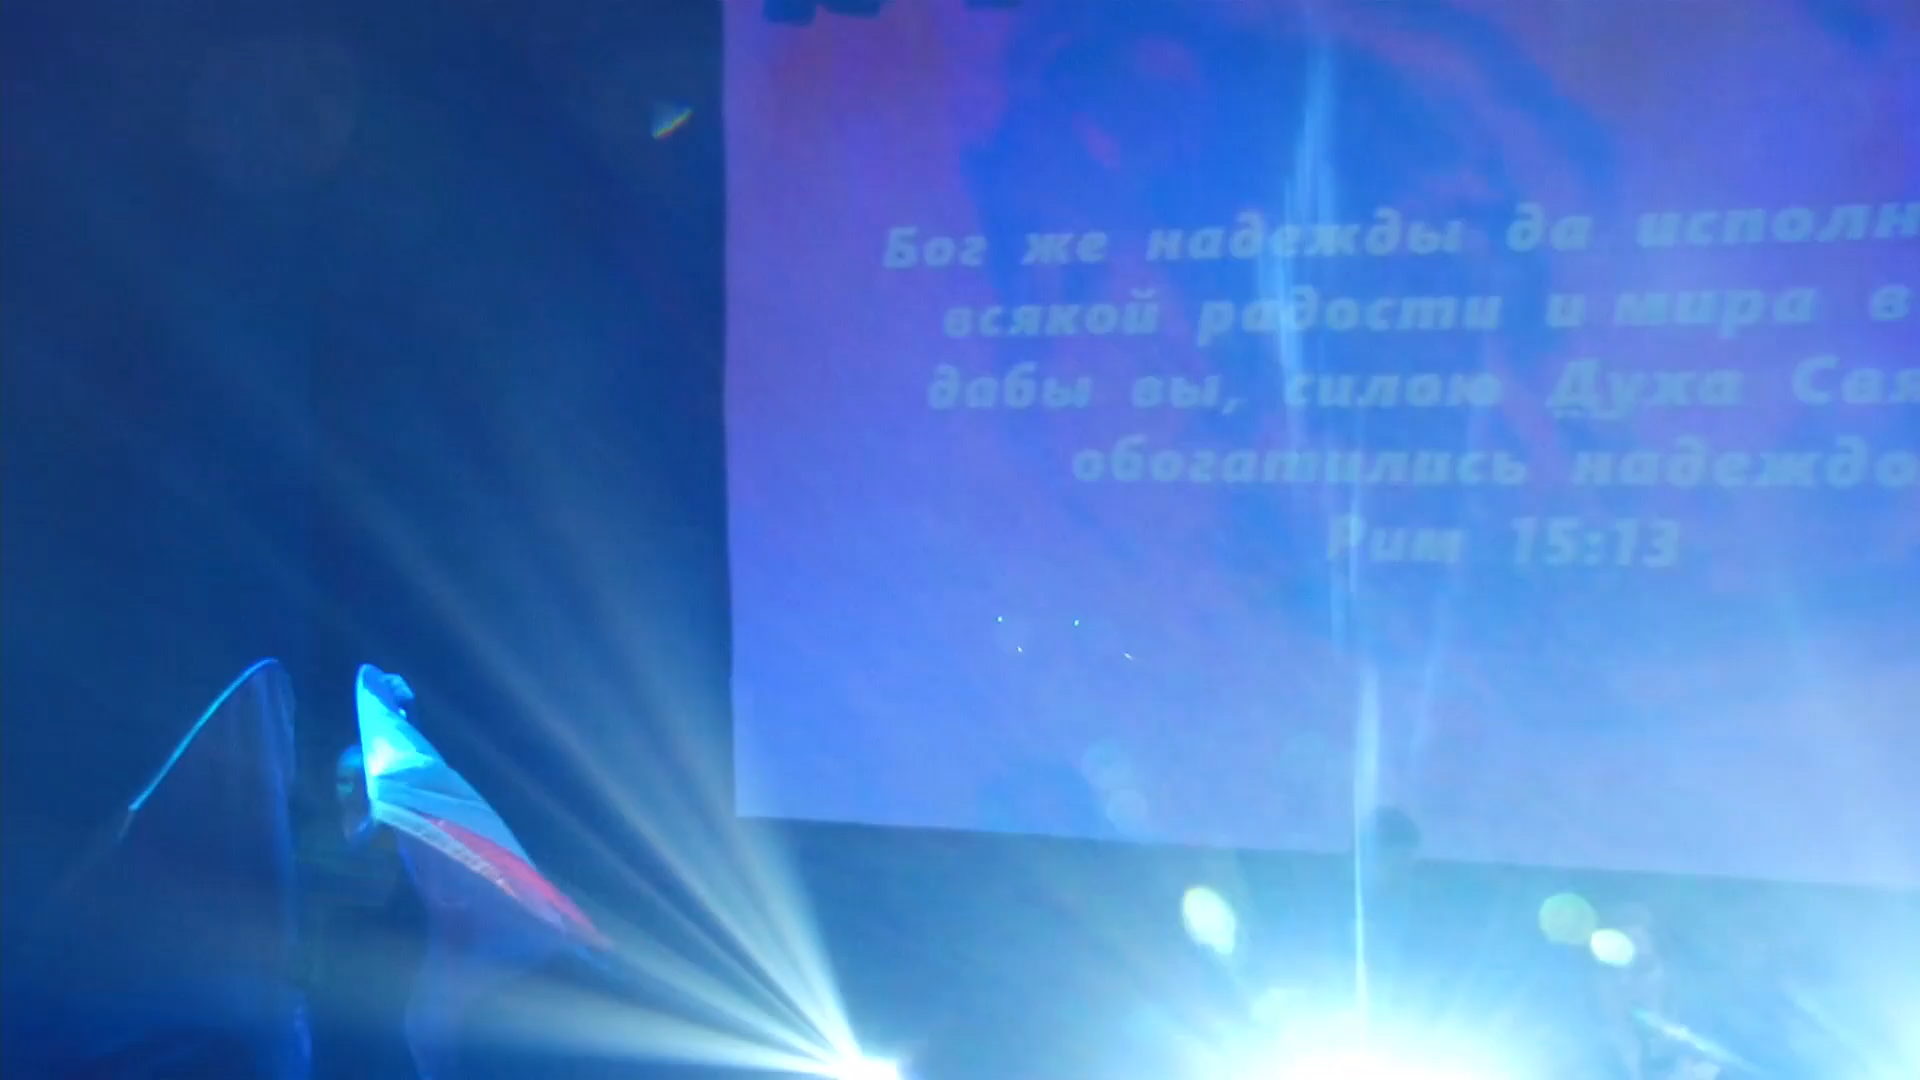 Бог же надежды да исполн
всякой радости и мира в
дабы вы, силою Духа Свя
обогатились надеждо
Рим 15:13